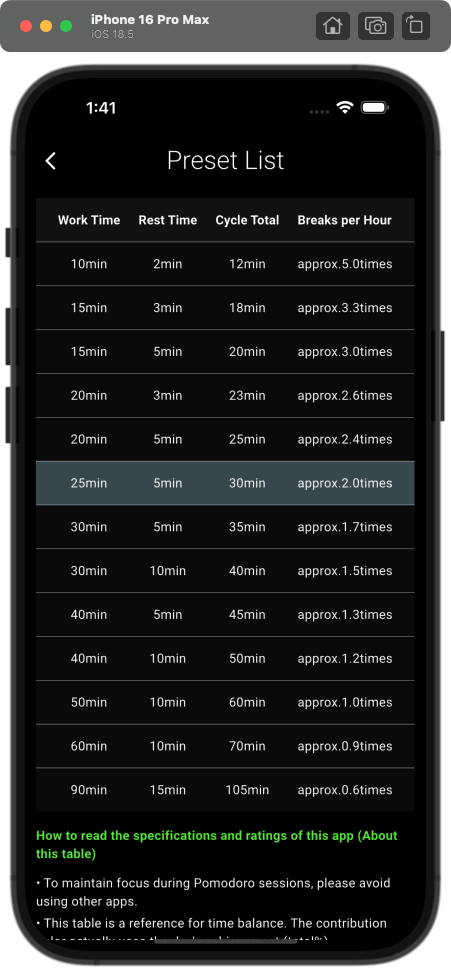 iPhone 16 Pro Max
iOS 18.5
1:41
Preset List
Work Time Rest Time Cycle Total Breaks per Hour
10min 2min 12min approx.5.0times
15min 3min 18min approx.3.3times
15min 5min 20min approx.3.0times
20min 3min 23min approx.2.6times
20min 5min 25min approx.2.4times
25min 5min 30min approx.2.0times
30min 5min 35min approx.1.7times
30min 10min 40min approx.1.5times
40min 5min 45min approx.1.3times
40min 10min 50min approx.1.2times
50min 10min 60min approx.1.0times
60min 10min 70min approx.0.9times
90min 15min 105min approx.0.6times
How to read the specifications and ratings of this app (About
this table)
• To maintain focus during Pomodoro sessions, please avoid
using other apps.
• This table is a reference for time balance. The contribution